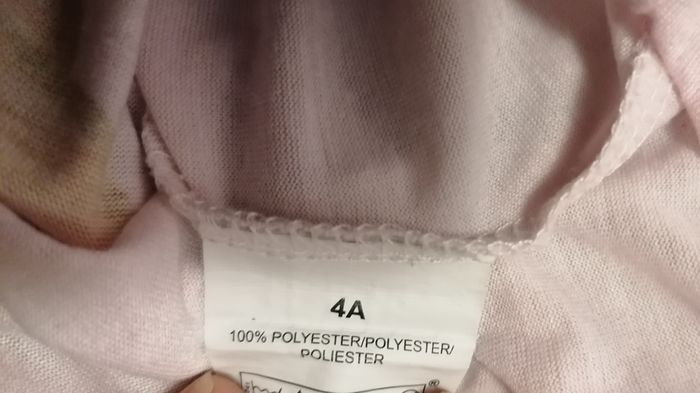 4A
100% POLYESTER/POLYESTER/
POLIESTER
®